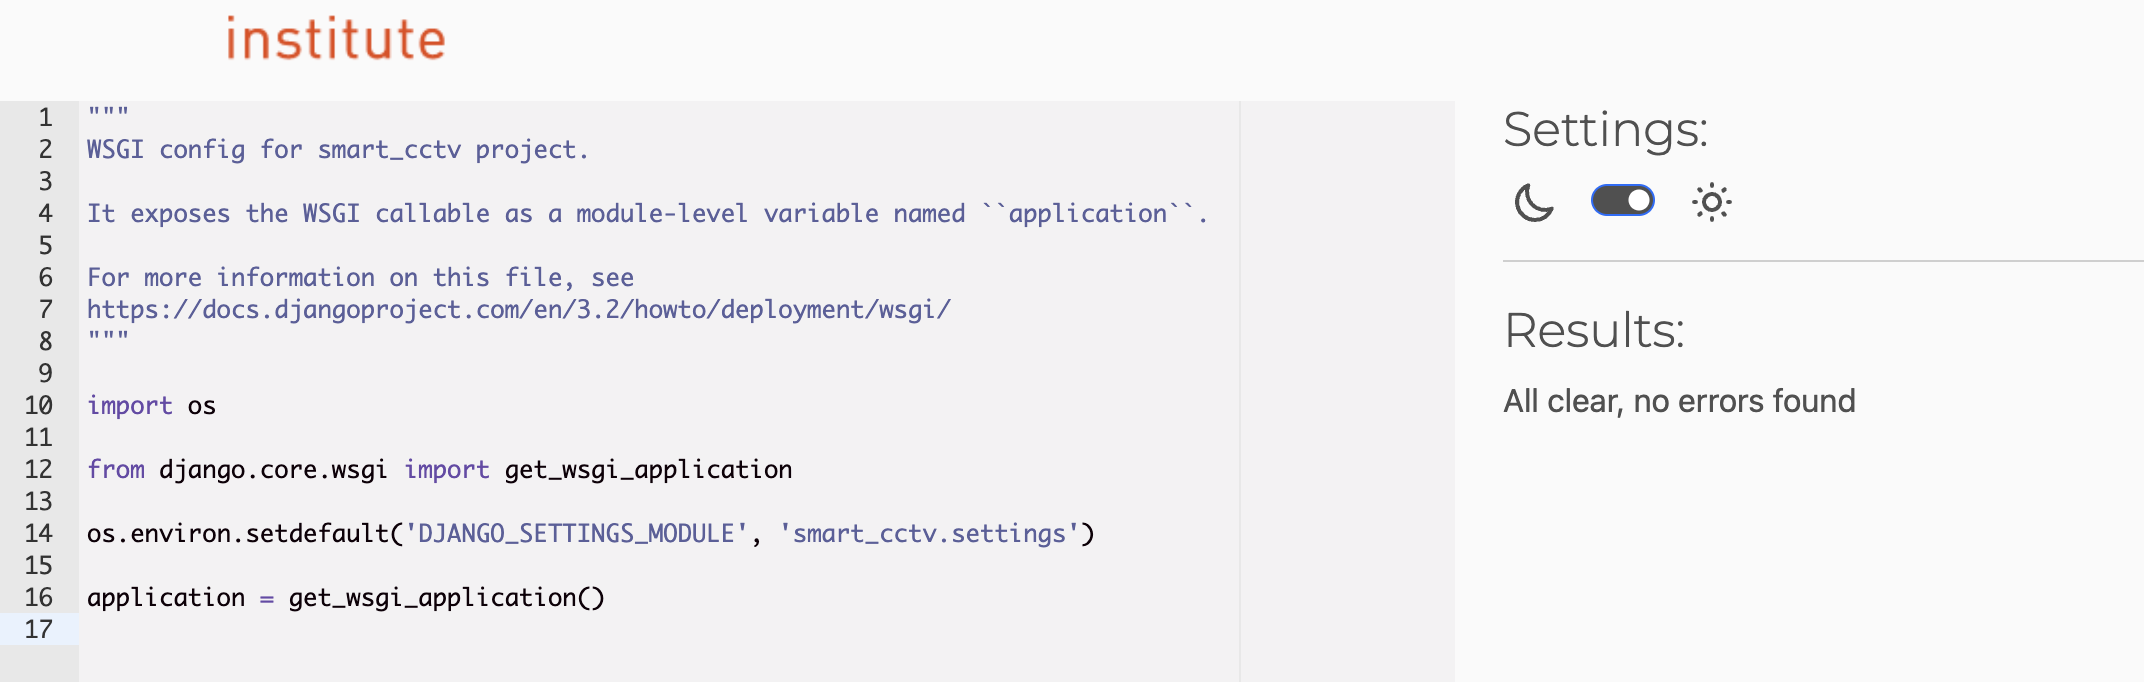 institute
1 """
2 WSGI config for smart_cctv project.
3
4 It exposes the WSGI callable as a module-level variable named ``application``.
5
6 For more information on this file, see
7 https://docs.djangoproject.com/en/3.2/howto/deployment/wsgi/
8 """
9
10 import os
11
12 from django.core.wsgi import get_wsgi_application
13
14 os.environ.setdefault('DJANGO_SETTINGS_MODULE', 'smart_cctv.settings')
15
16 application = get_wsgi_application()
17
Settings:
Results:
All clear, no errors found